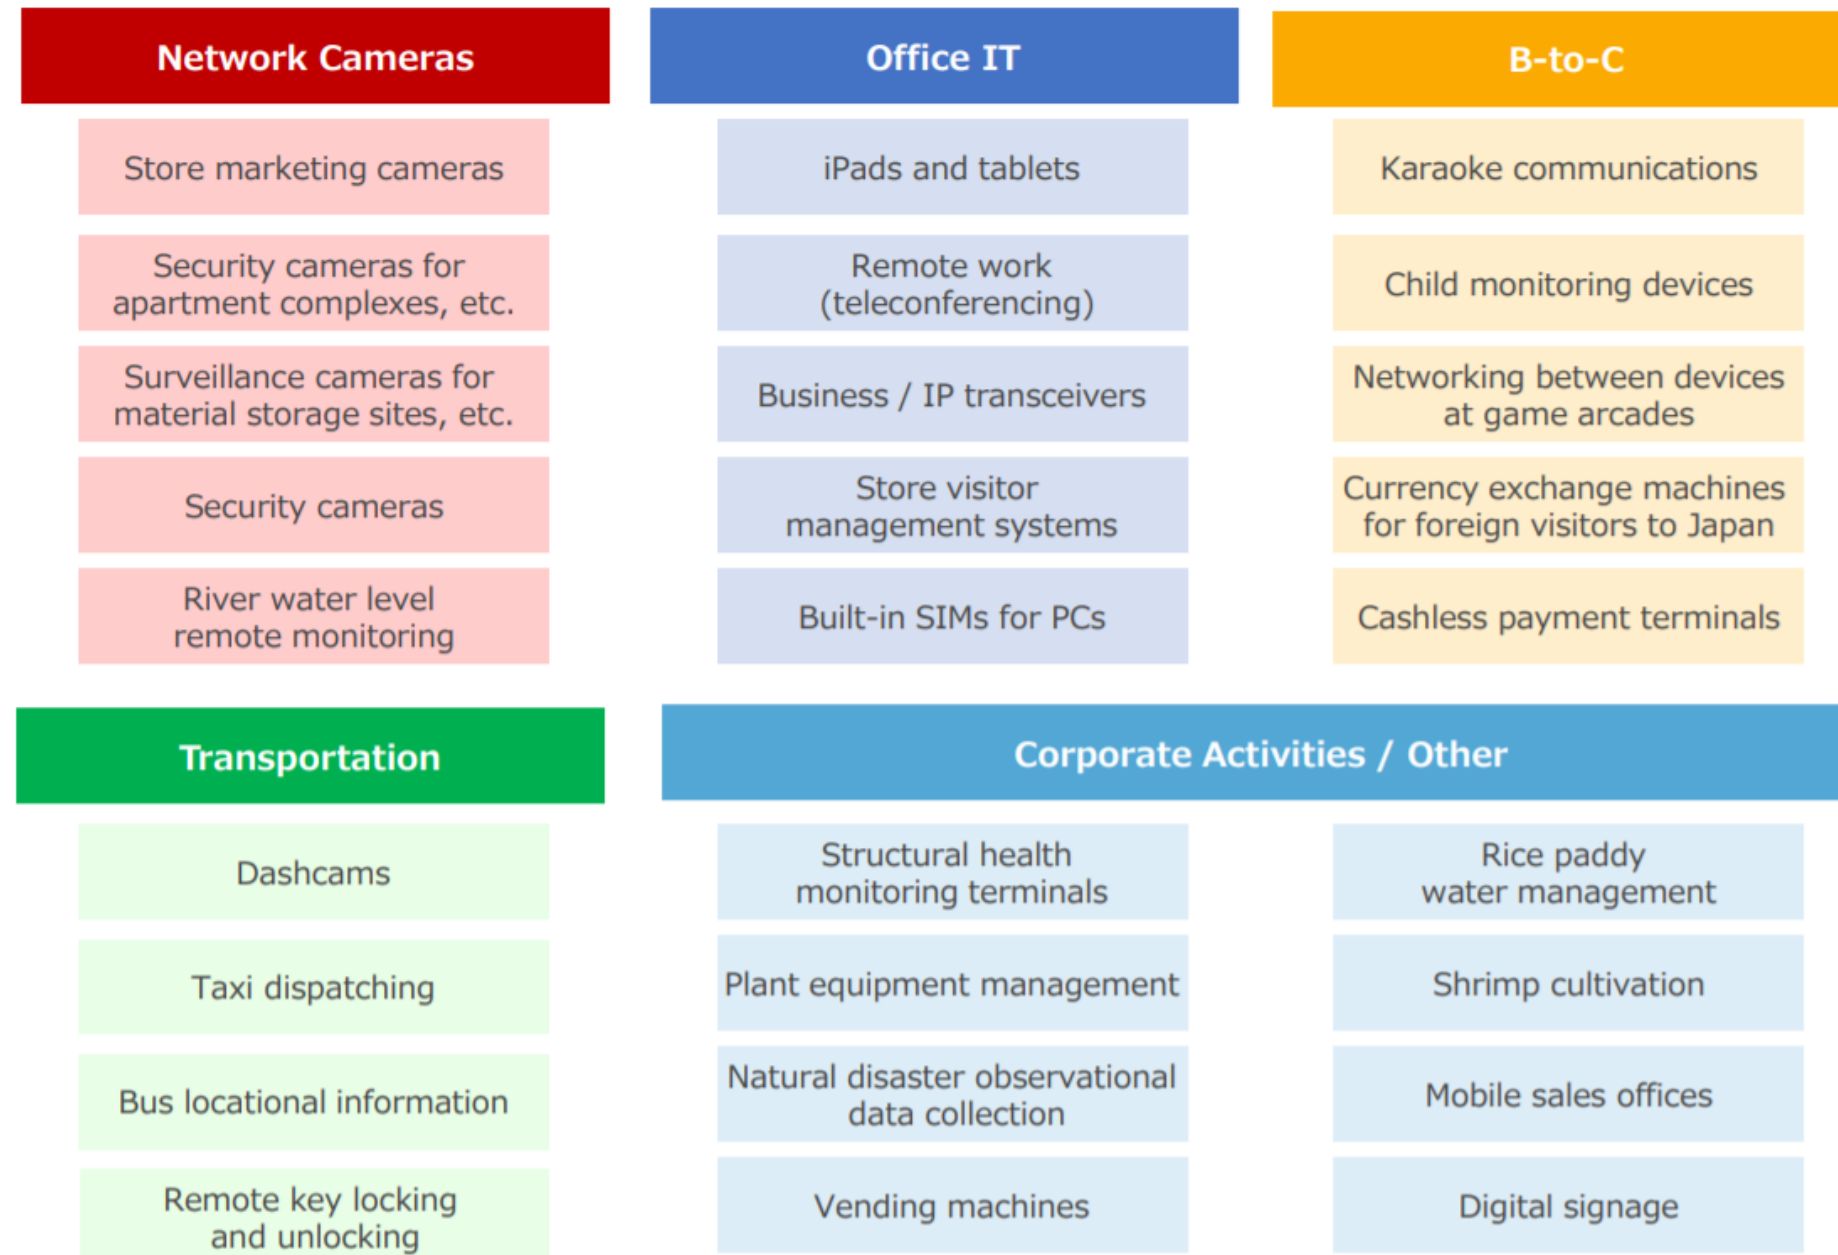 Network Cameras
Store marketing cameras
Security cameras for
apartment complexes, etc.
Surveillance cameras for
material storage sites, etc.
Security cameras
River water level
remote monitoring
Office IT
iPads and tablets
Remote work
(teleconferencing)
Business / IP transceivers
Store visitor
management systems
Built-in SIMs for PCs
B-to-C
Karaoke communications
Child monitoring devices
Networking between devices
at game arcades
Currency exchange machines
for foreign visitors to Japan
Cashless payment terminals
Transportation
Dashcams
Taxi dispatching
Bus locational information
Remote key locking
and unlocking
Corporate Activities / Other
Structural health
monitoring terminals
Plant equipment management
Natural disaster observational
data collection
Vending machines
Rice paddy
water management
Shrimp cultivation
Mobile sales offices
Digital signage